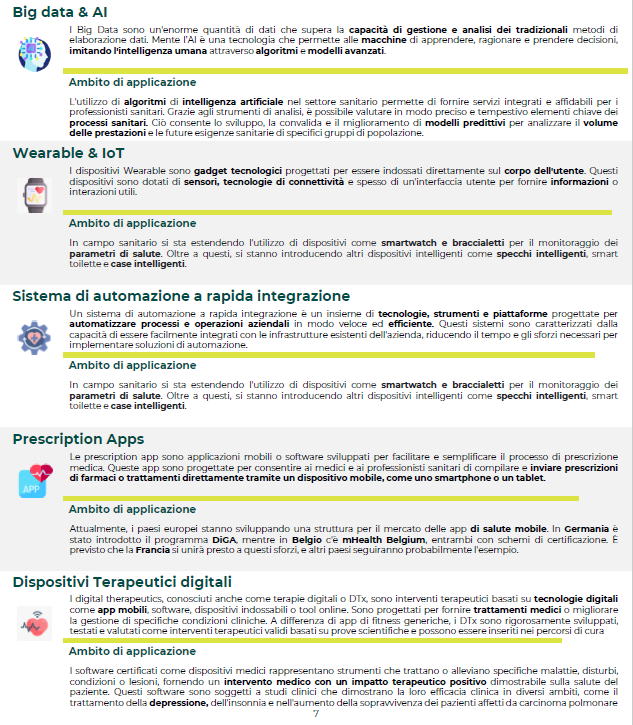 Big data & AI
I Big Data sono un'enorme quantità di dati che supera la capacità di gestione e analisi dei tradizionali metodi di
elaborazione dati. Mente l'AI è una tecnologia che permette alle macchine di apprendere, ragionare e prendere decisioni,
imitando l'intelligenza umana attraverso algoritmi e modelli avanzati.
Ambito di applicazione
L'utilizzo di algoritmi di intelligenza artificiale nel settore sanitario permette di fornire servizi integrati e affidabili per i
professionisti sanitari. Grazie agli strumenti di analisi, è possibile valutare in modo preciso e tempestivo elementi chiave dei
processi sanitari. Ciò consente lo sviluppo, la convalida e il miglioramento di modelli predittivi per analizzare il volume
delle prestazioni e le future esigenze sanitarie di specifici gruppi di popolazione.
Wearable & IoT
I dispositivi Wearable sono gadget tecnologici progettati per essere indossati direttamente sul corpo dell'utente. Questi
dispositivi sono dotati di sensori, tecnologie di connettività e spesso di un'interfaccia utente per fornire informazioni o
interazioni utili.
Ambito di applicazione
In campo sanitario si sta estendendo l'utilizzo di dispositivi come smartwatch e braccialetti per il monitoraggio dei
parametri di salute. Oltre a questi, si stanno introducendo altri dispositivi intelligenti come specchi intelligenti, smart
toilette e case intelligenti.
Sistema di automazione a rapida integrazione
Un sistema di automazione a rapida integrazione è un insieme di tecnologie, strumenti e piattaforme progettate per
automatizzare processi e operazioni aziendali in modo veloce ed efficiente. Questi sistemi sono caratterizzati dalla
capacità di essere facilmente integrati con le infrastrutture esistenti dell'azienda, riducendo il tempo e gli sforzi necessari per
implementare soluzioni di automazione.
Ambito di applicazione
In campo sanitario si sta estendendo l'utilizzo di dispositivi come smartwatch e braccialetti per il monitoraggio dei
parametri di salute. Oltre a questi, si stanno introducendo altri dispositivi intelligenti come specchi intelligenti, smart
toilette e case intelligenti.
Prescription Apps
Le prescription app sono applicazioni mobili o software sviluppati per facilitare e semplificare il processo di prescrizione
medica. Queste app sono progettate per consentire ai medici e ai professionisti sanitari di compilare e inviare prescrizioni
di farmaci o trattamenti direttamente tramite un dispositivo mobile, come uno smartphone o un tablet.
APP
Ambito di applicazione
Attualmente, i paesi europei stanno sviluppando una struttura per il mercato delle app di salute mobile. In Germania è
stato introdotto il programma DiGA, mentre in Belgio c'è mHealth Belgium, entrambi con schemi di certificazione. È
previsto che la Francia si unirà presto a questi sforzi, e altri paesi seguiranno probabilmente l'esempio.
Dispositivi Terapeutici digitali
I digital therapeutics, conosciuti anche come terapie digitali o DTx, sono interventi terapeutici basati su tecnologie digitali
come app mobili, software, dispositivi indossabili o tool online. Sono progettati per fornire trattamenti medici o migliorare
la gestione di specifiche condizioni cliniche. A differenza di app di fitness generiche, i DTx sono rigorosamente sviluppati,
testati e valutati come interventi terapeutici validi basati su prove scientifiche e possono essere inseriti nei percorsi di cura
Ambito di applicazione
I software certificati come dispositivi medici rappresentano strumenti che trattano o alleviano specifiche malattie, disturbi,
condizioni o lesioni, fornendo un intervento medico con un impatto terapeutico positivo dimostrabile sulla salute del
paziente. Questi software sono soggetti a studi clinici che dimostrano la loro efficacia clinica in diversi ambiti, come il
trattamento della depressione, dell'insonnia e nell'aumento della sopravvivenza dei pazienti affetti da carcinoma polmonare
7